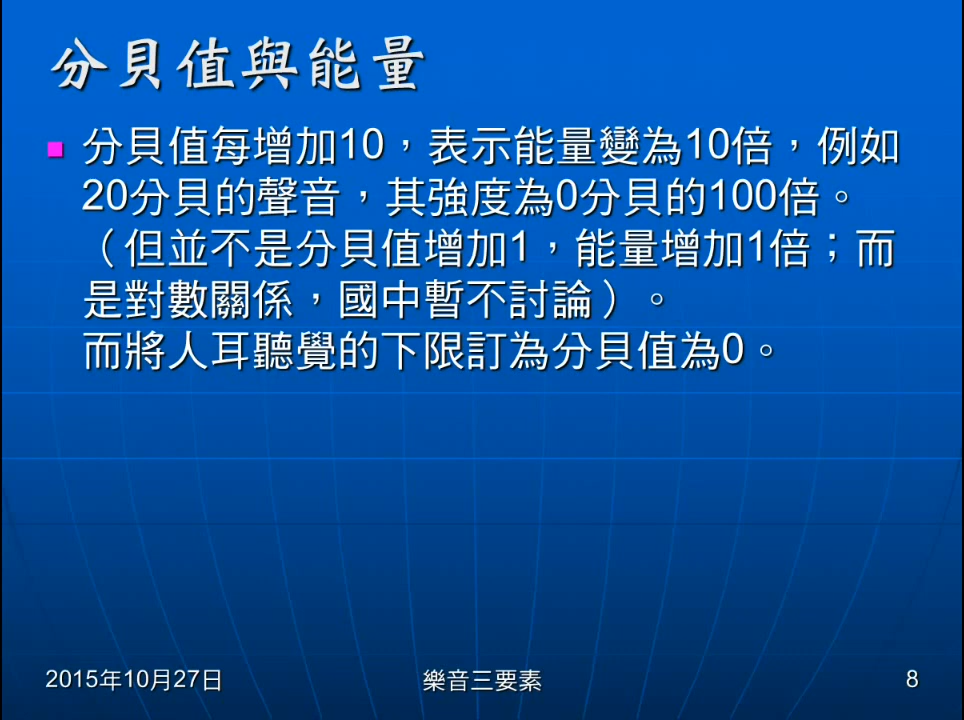 分貝值與能量
分貝值每增加10，表示能量變為10倍，例如
20分貝的聲音，其強度為0分貝的100倍。
（但並不是分貝值增加1，能量增加1倍；而
是對數關係，國中暫不討論）。
而將人耳聽覺的下限訂為分貝值為0。
2015年10月27日
樂音三要素
8